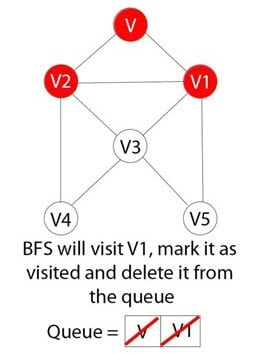 V
V2 V1
V3
V4 V5
BFS will visit V1, mark it as
visited and delete it from
the queue
Queue = V V1